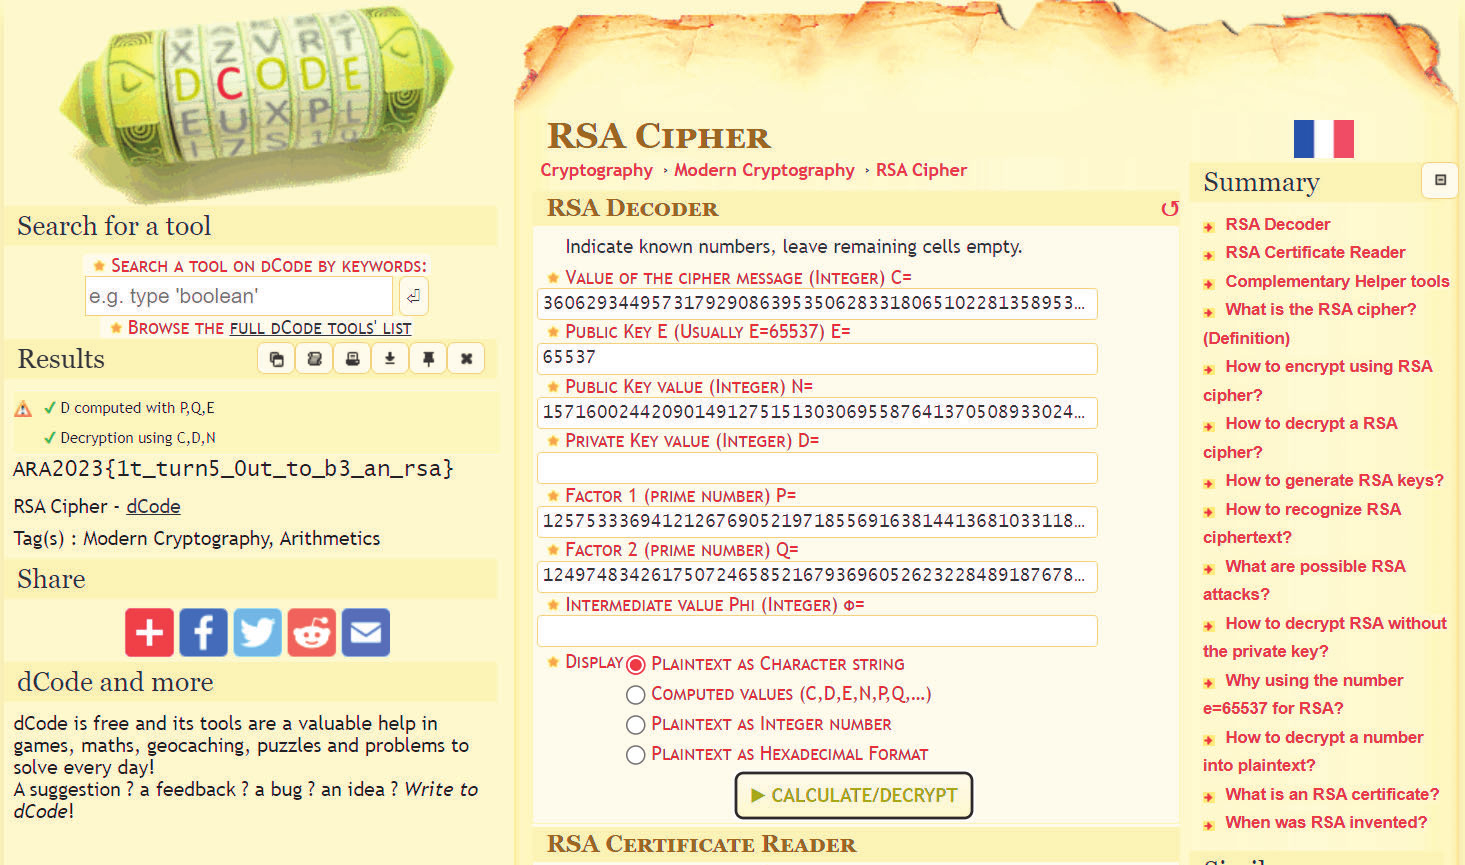 X Z V R T
D C O D E
E U X P L
I Z S 1 0
Search for a tool
SEARCH A TOOL ON DCODE BY KEYWORDS:
e.g. type 'boolean'
BROWSE THE FULL DCODE TOOLS' LIST
Results
D computed with P,Q,E
Decryption using C,D,N
ARA2023{1t_turn5_0ut_to_b3_an_rsa}
RSA Cipher - dCode
Tag(s) : Modern Cryptography, Arithmetics
Share
dCode and more
dCode is free and its tools are a valuable help in
games, maths, geocaching, puzzles and problems to
solve every day!
A suggestion ? a feedback ? a bug ? an idea ? Write to
dCode!
RSA CIPHER
Cryptography › Modern Cryptography › RSA Cipher
RSA DECODER
Indicate known numbers, leave remaining cells empty.
VALUE OF THE CIPHER MESSAGE (INTEGER) C=
3606293449573179290863953506283318065102281358953...
PUBLIC KEY E (USUALLY E=65537) E=
65537
PUBLIC KEY VALUE (INTEGER) N=
1571600244209014912751513030695587641370508933024...
PRIVATE KEY VALUE (INTEGER) D=
FACTOR 1 (PRIME NUMBER) P=
1257533369412126769052197185569163814413681033118...
FACTOR 2 (PRIME NUMBER) Q=
1249748342617507246585216793696052623228489187678...
INTERMEDIATE VALUE PHI (INTEGER) Φ=
DISPLAY PLAINTEXT AS CHARACTER STRING
COMPUTED VALUES (C,D,E,N,P,Q,...)
PLAINTEXT AS INTEGER NUMBER
PLAINTEXT AS HEXADECIMAL FORMAT
▶ CALCULATE/DECRYPT
RSA CERTIFICATE READER
Summary
RSA Decoder
RSA Certificate Reader
Complementary Helper tools
What is the RSA cipher?
(Definition)
How to encrypt using RSA
cipher?
How to decrypt a RSA
cipher?
How to generate RSA keys?
How to recognize RSA
ciphertext?
What are possible RSA
attacks?
How to decrypt RSA without
the private key?
Why using the number
e=65537 for RSA?
How to decrypt a number
into plaintext?
What is an RSA certificate?
When was RSA invented?